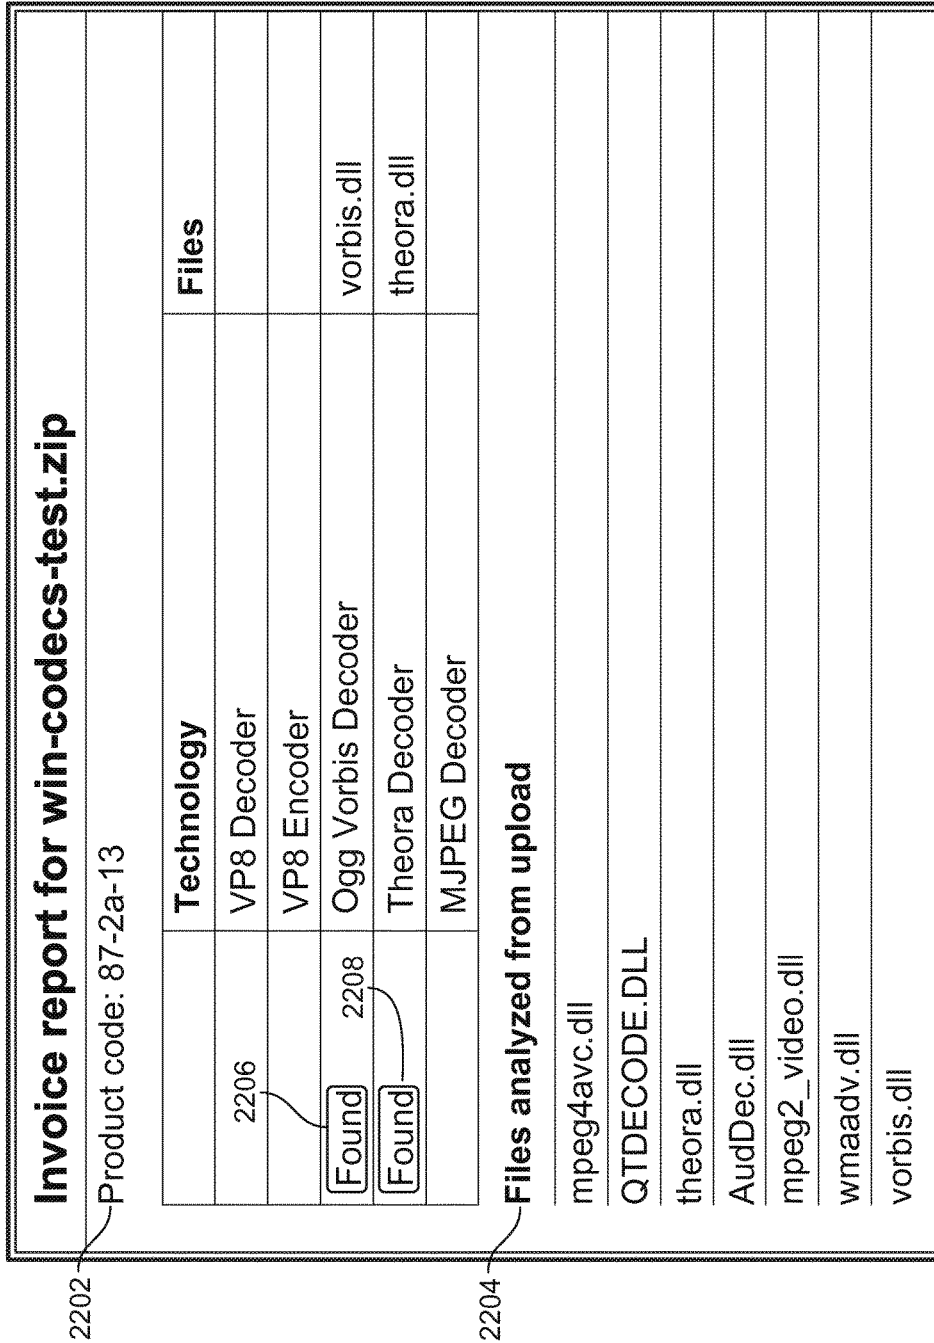 Invoice report for win-codecs-test.zip
2202
Product code: 87-2a-13
Technology Files
2206 VP8 Decoder
VP8 Encoder
Found Ogg Vorbis Decoder vorbis.dll
2208
Found Theora Decoder theora.dll
MJPEG Decoder
2204
Files analyzed from upload
mpeg4avc.dll
QTDECODE.DLL
theora.dll
AudDec.dll
mpeg2_video.dll
wmaadv.dll
vorbis.dll